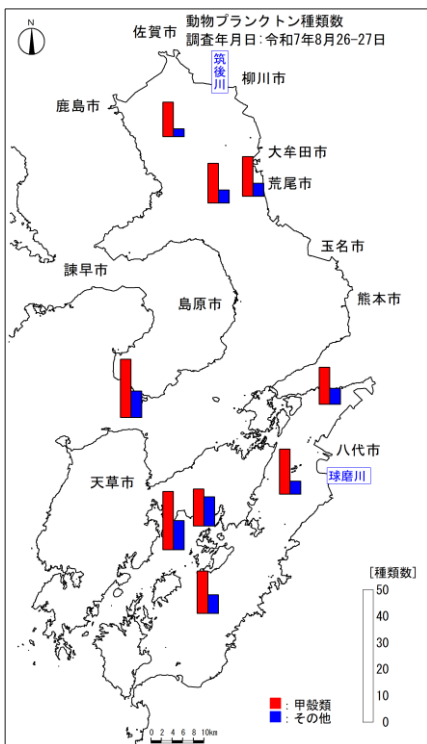 動物プランクトン種類数
調査年月日:令和7年8月26-27日
N
佐賀市
筑後川
柳川市
鹿島市
大牟田市
荒尾市
玉名市
諫早市
島原市
熊本市
八代市
球磨川
天草市
[種類数]
50
40
30
20
10
0
:甲殻類
:その他
0 2 4 6 8 10km